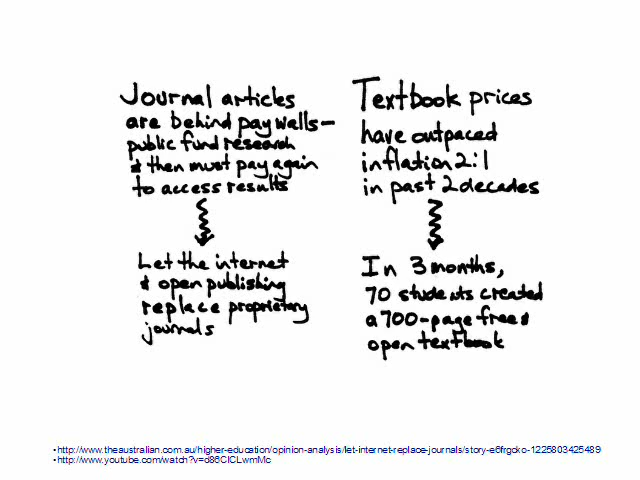 Journal articles
are behind pay walls-
public fund research
& then must pay again
to access results
Let the internet
& open publishing
replace proprietary
journals
Textbook prices
have outpaced
inflation 2:1
in past 2 decades
In 3 months,
70 students created
a 700-page free &
open textbook
•http://www.theaustralian.com.au/higher-education/opinion-analysis/let-internet-replace-journals/story-e6frgcko-1225803425489
•http://www.youtube.com/watch?v=d86ClCLwmMc